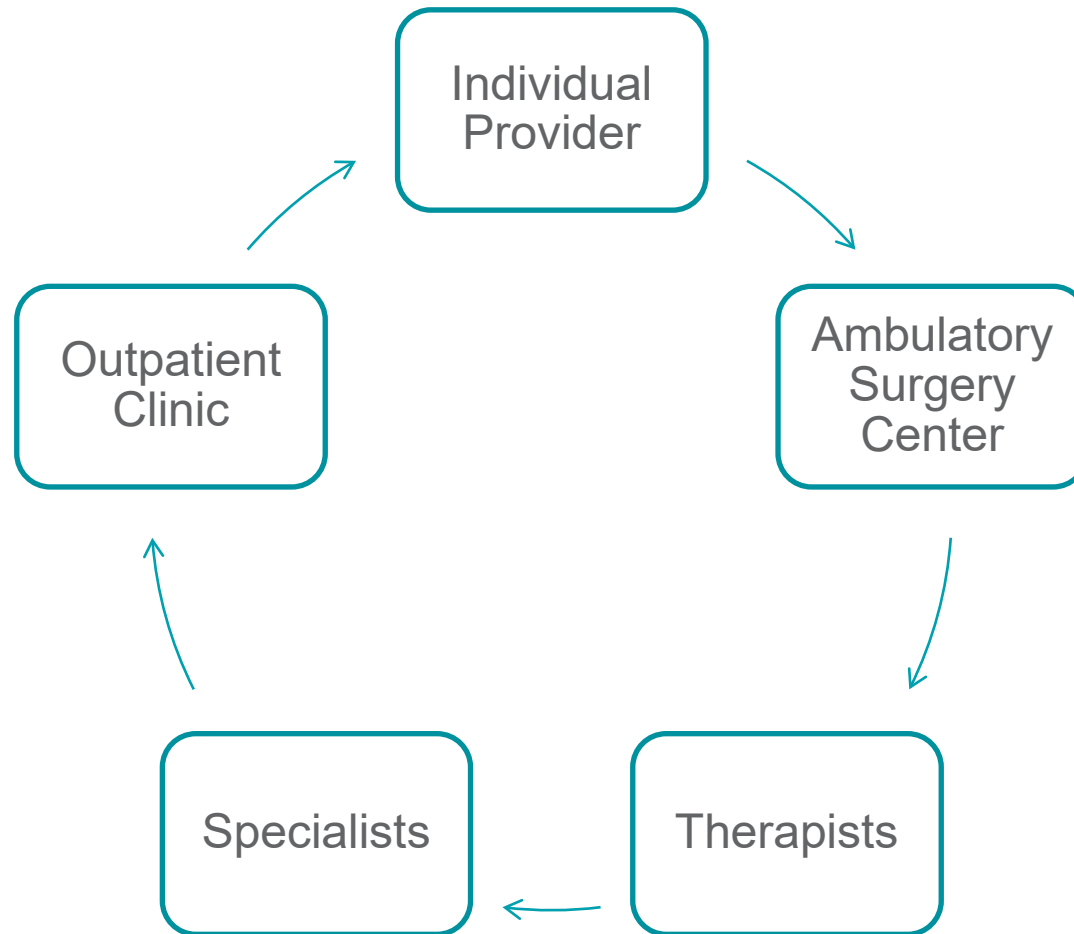 Individual
Provider
Ambulatory
Surgery
Center
Therapists
Specialists
Outpatient
Clinic